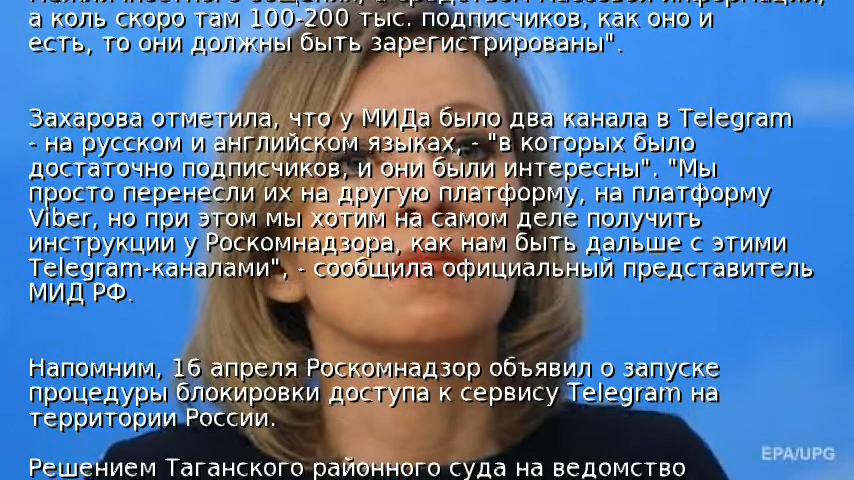 а коль скоро там 100-200 тыс. подписчиков, как оно и
есть, то они должны быть зарегистрированы".
Захарова отметила, что у МИДа было два канала в Telegram
- на русском и английском языках, - "в которых было
достаточно подписчиков, и они были интересны". "Мы
просто перенесли их на другую платформу, на платформу
Viber, но при этом мы хотим на самом деле получить
инструкции у Роскомнадзора, как нам быть дальше с этими
Telegram-каналами", - сообщила официальный представитель
МИД РФ.
Напомним, 16 апреля Роскомнадзор объявил о запуске
процедуры блокировки доступа к сервису Telegram на
территории России.
Решением Таганского районного суда на ведомство
EPA/UPG